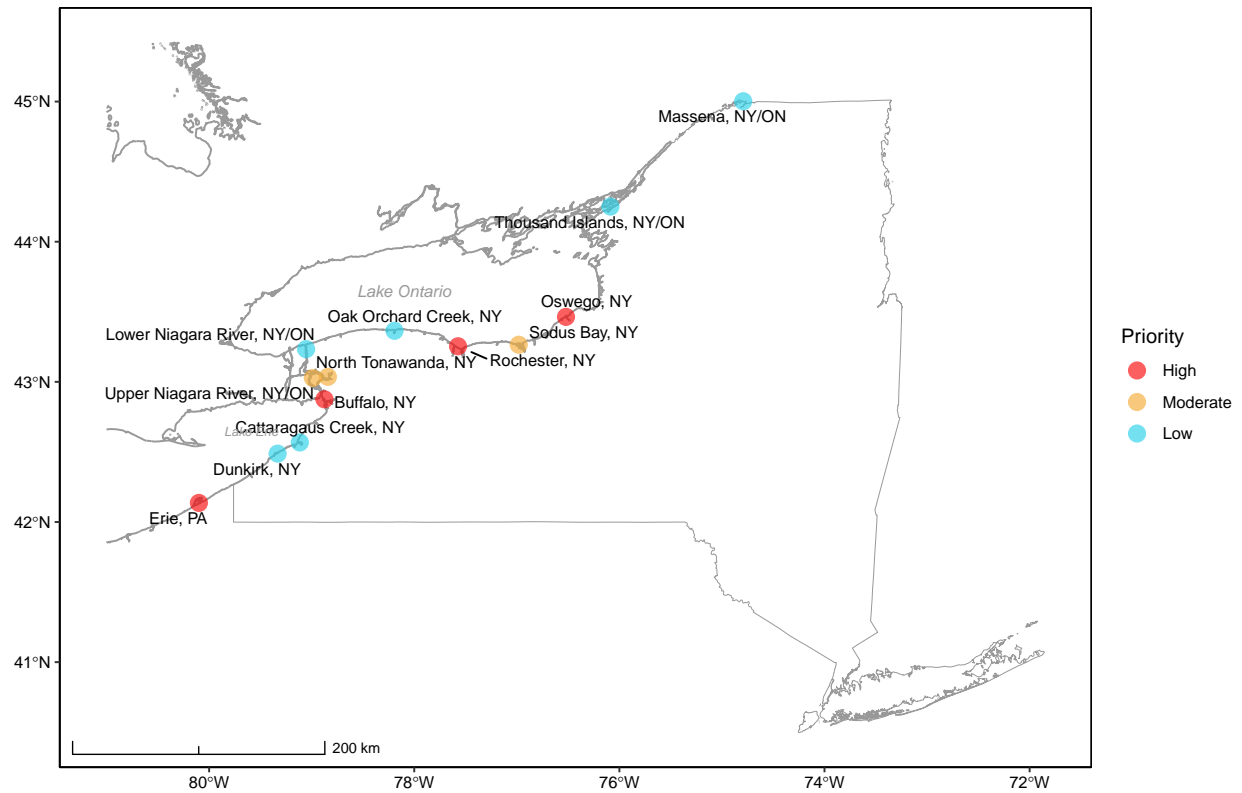 45°N
44°N
43°N
42°N
41°N
80°W
78°W
76°W
74°W
72°W
Massena, NY/ON
Thousand Islands, NY/ON
Lake Ontario
Oswego, NY
Oak Orchard Creek, NY
Sodus Bay, NY
Lower Niagara River, NY/ON
Rochester, NY
North Tonawanda, NY
Upper Niagara River, NY/ON
Buffalo, NY
Cattaragaus Creek, NY
Lake Erie
Dunkirk, NY
Erie, PA
200 km
Priority
High
Moderate
Low